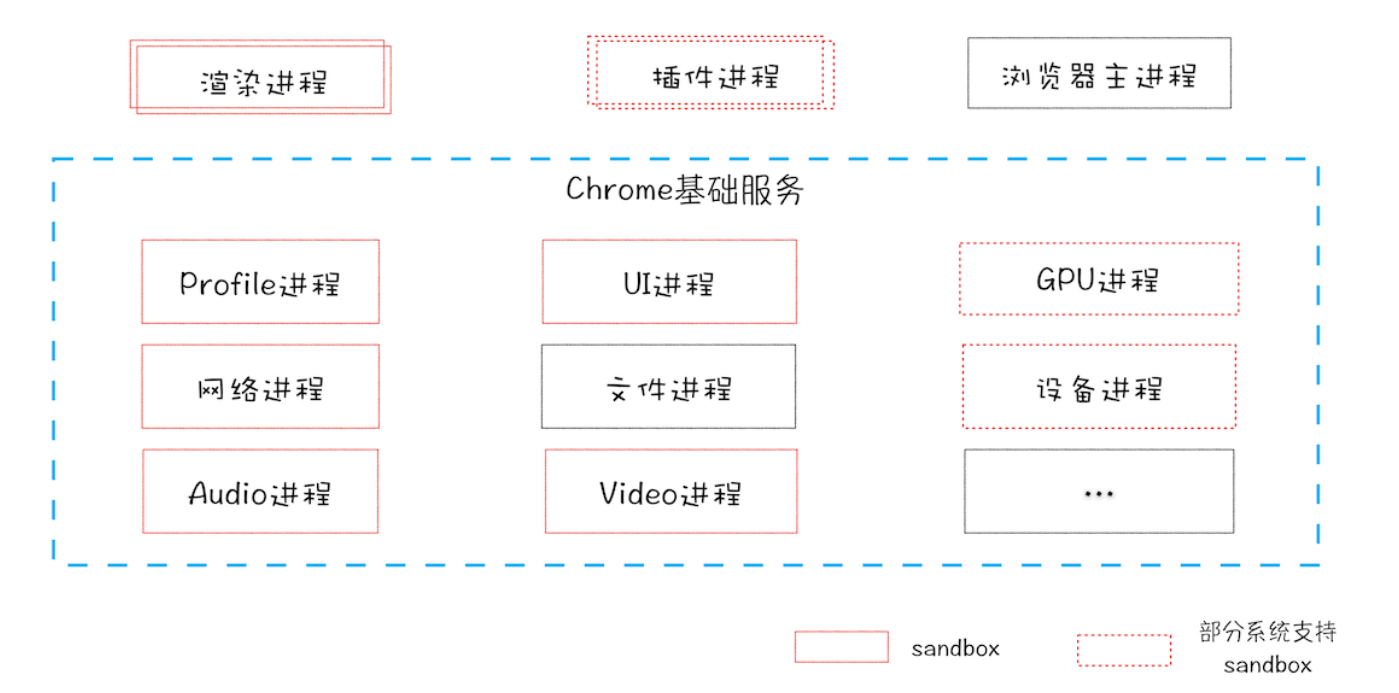 渲染进程
插件进程
浏览器主进程
Chrome基础服务
Profile进程
UI进程
GPU进程
网络进程
文件进程
设备进程
Audio进程
Video进程
...
sandbox
部分系统支持
sandbox